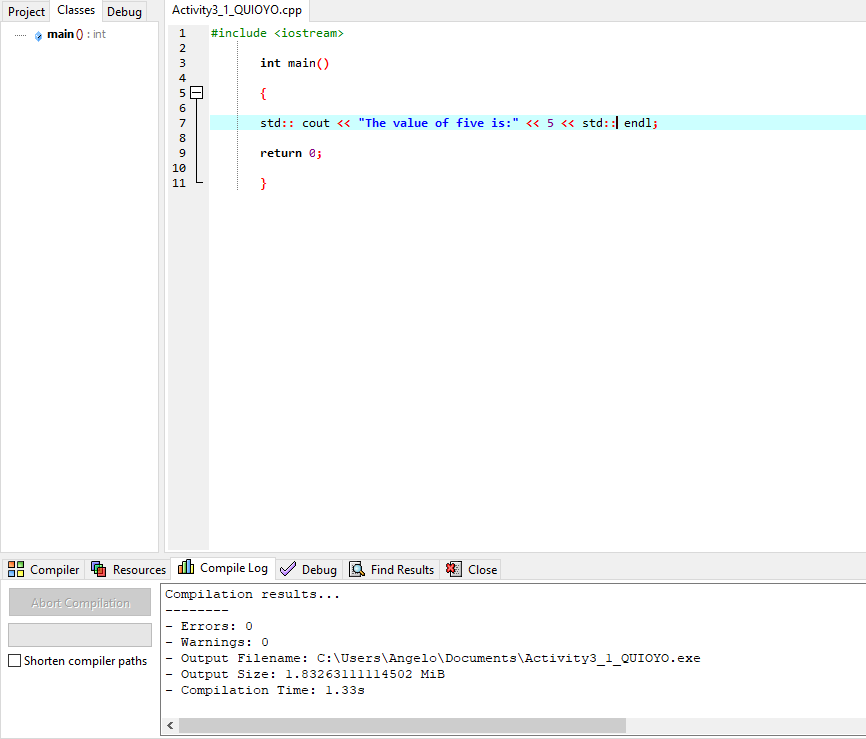 Project Classes Debug
main () : int
Activity3_1_QUIOYO.cpp
1 #include <iostream>
2
3 int main()
4
5 {
6
7 std:: cout << "The value of five is:" << 5 << std:: endl;
8
9 return 0;
10
11 }
Compiler Resources Compile Log Debug Find Results Close
Abort Compilation
Shorten compiler paths
Compilation results...
--------
- Errors: 0
- Warnings: 0
- Output Filename: C:\Users\Angelo\Documents\Activity3_1_QUIOYO.exe
- Output Size: 1.83263111114502 MiB
- Compilation Time: 1.33s